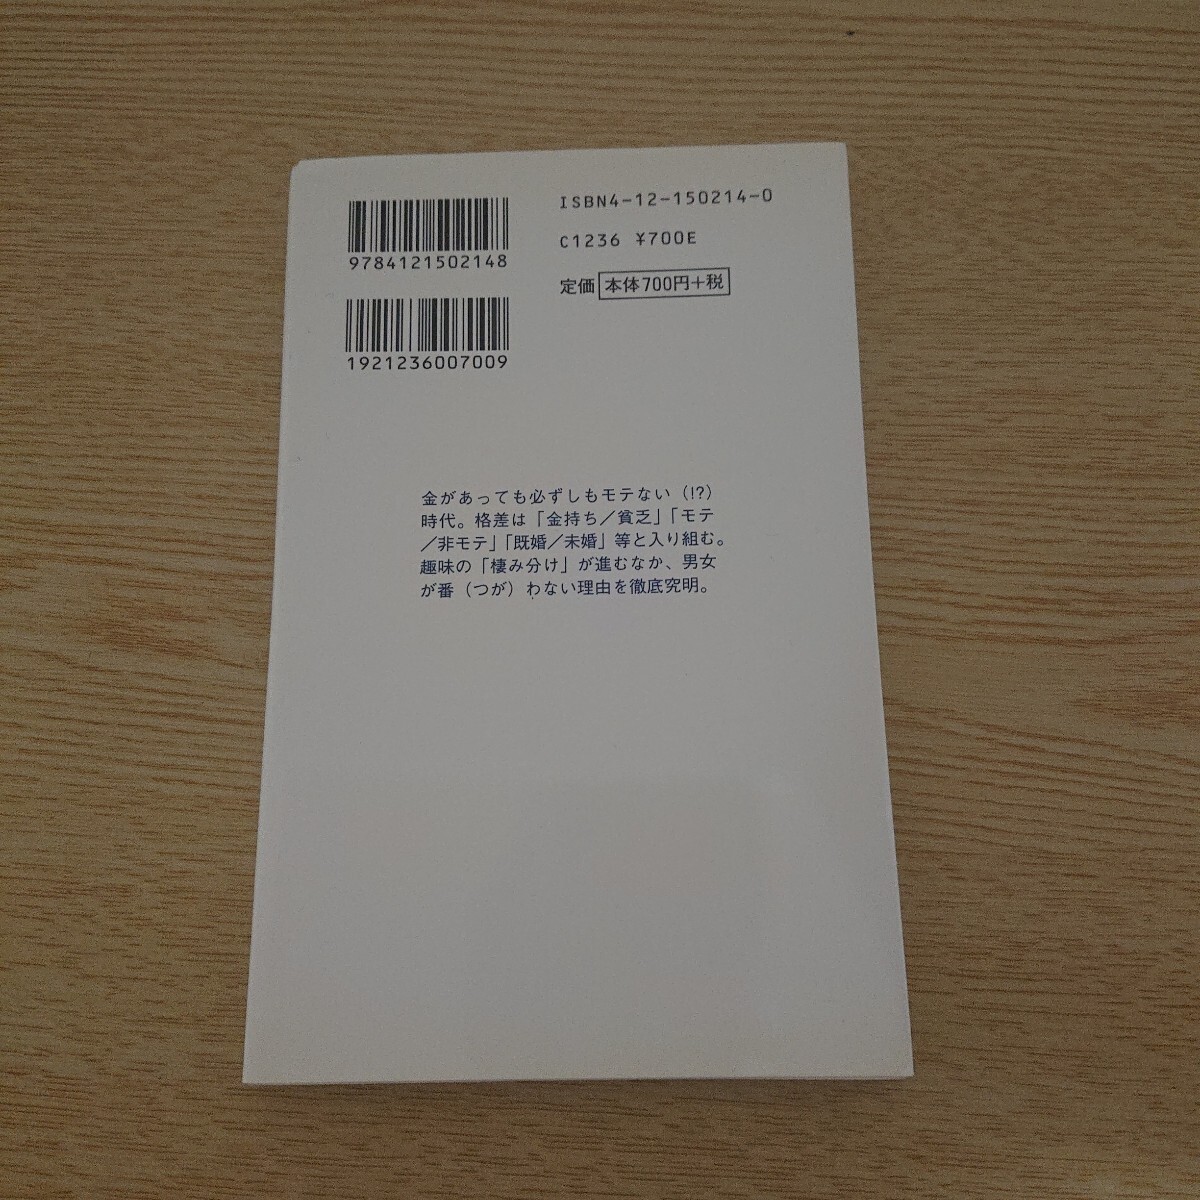 ISBN4-12-150214-0
C1236 ¥700E
定価 本体700円+税
9784121502148
1921236007009
金があっても必ずしもモテない（!?）
時代。格差は「金持ち／貧乏」「モテ
／非モテ」「既婚／未婚」等と入り組む。
趣味の「棲み分け」が進むなか、男女
が番（つが）わない理由を徹底究明。